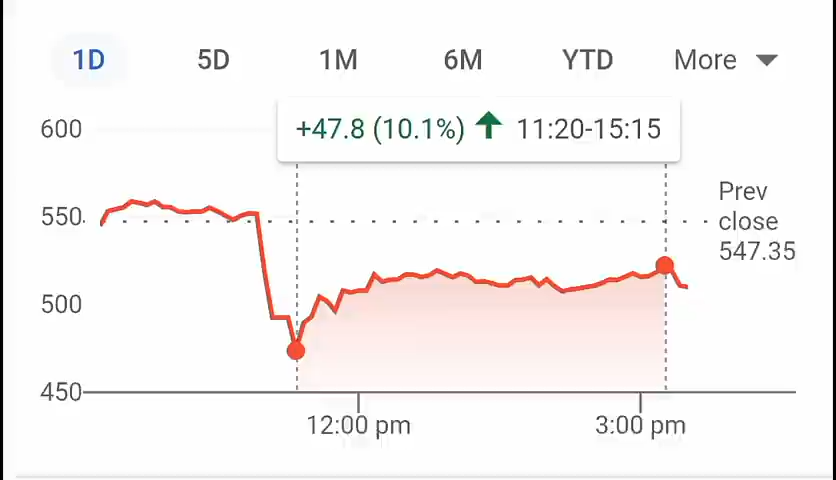 1D 5D 1M 6M YTD More
+47.8 (10.1%) 11:20-15:15
600
550
500
450
Prev
close
547.35
12:00 pm 3:00 pm